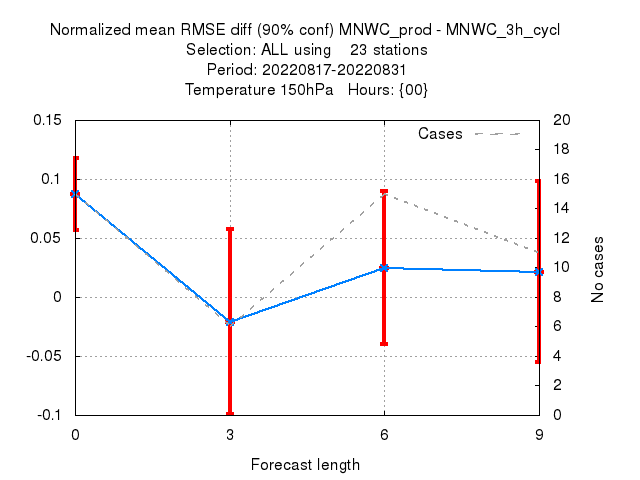 Normalized mean RMSE diff (90% conf) MNWC_prod - MNWC_3h_cycl
Selection: ALL using    23 stations
Period: 20220817-20220831
Temperature 150hPa   Hours: {00}
Cases
0.15
0.1
0.05
0
-0.05
-0.1
20
18
16
14
12
10
8
6
4
2
0
No cases
0 3 6 9
Forecast length